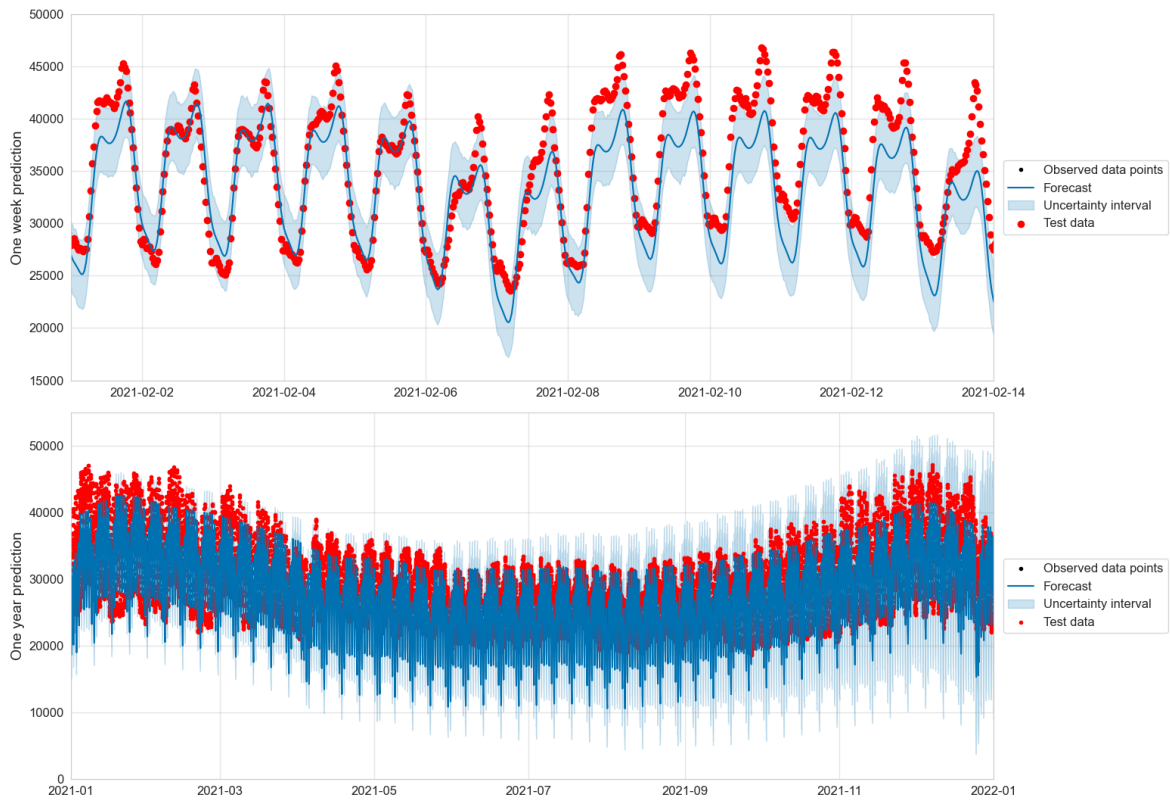 One week prediction
50000
45000
40000
35000
30000
25000
20000
15000
2021-02-02
2021-02-04
2021-02-06
2021-02-08
2021-02-10
2021-02-12
2021-02-14
Observed data points
Forecast
Uncertainty interval
Test data
One year prediction
50000
40000
30000
20000
10000
0
2021-01
2021-03
2021-05
2021-07
2021-09
2021-11
2022-01
Observed data points
Forecast
Uncertainty interval
Test data